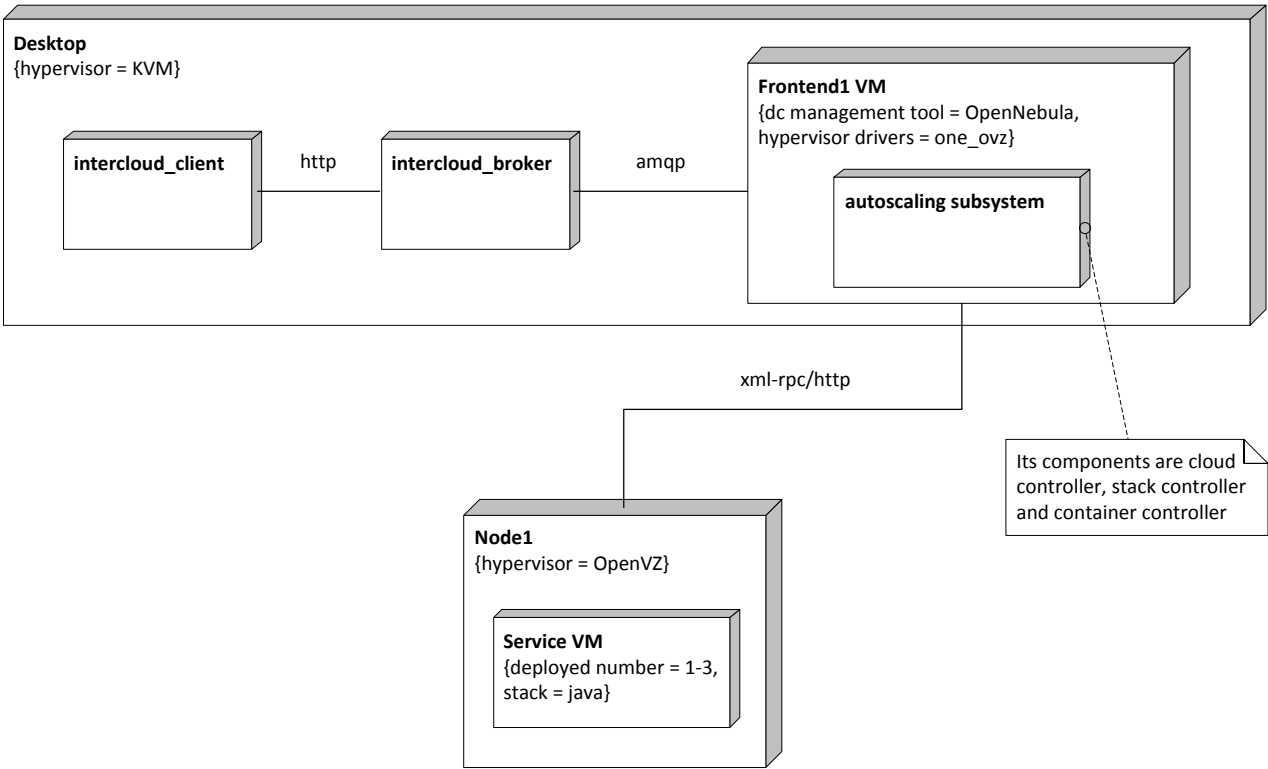 Desktop
{hypervisor = KVM}
Frontend1 VM
{dc management tool = OpenNebula,
hypervisor drivers = one_ovz}
intercloud_client
http
intercloud_broker
amqp
autoscaling subsystem
xml-rpc/http
Its components are cloud
controller, stack controller
and container controller
Node1
{hypervisor = OpenVZ}
Service VM
{deployed number = 1-3,
stack = java}